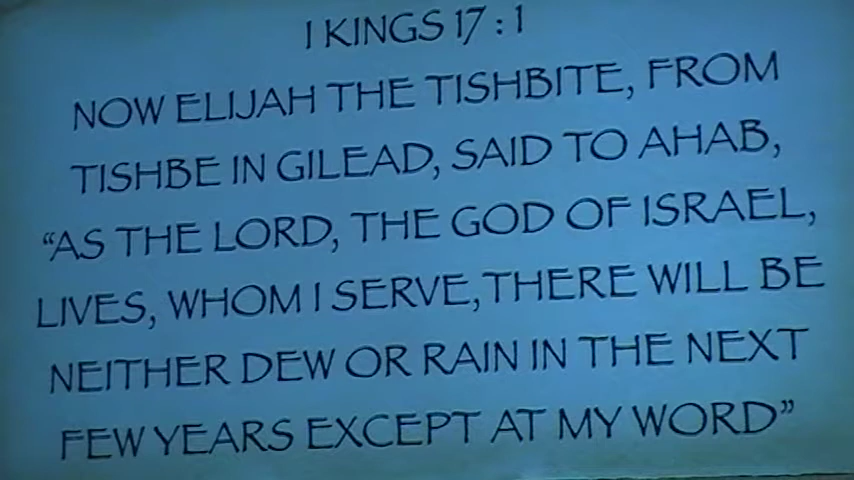 I KINGS 17 : 1
NOW ELIJAH THE TISHBITE, FROM
TISHBE IN GILEAD, SAID TO AHAB,
“AS THE LORD, THE GOD OF ISRAEL,
LIVES, WHOM I SERVE, THERE WILL BE
NEITHER DEW OR RAIN IN THE NEXT
FEW YEARS EXCEPT AT MY WORD”